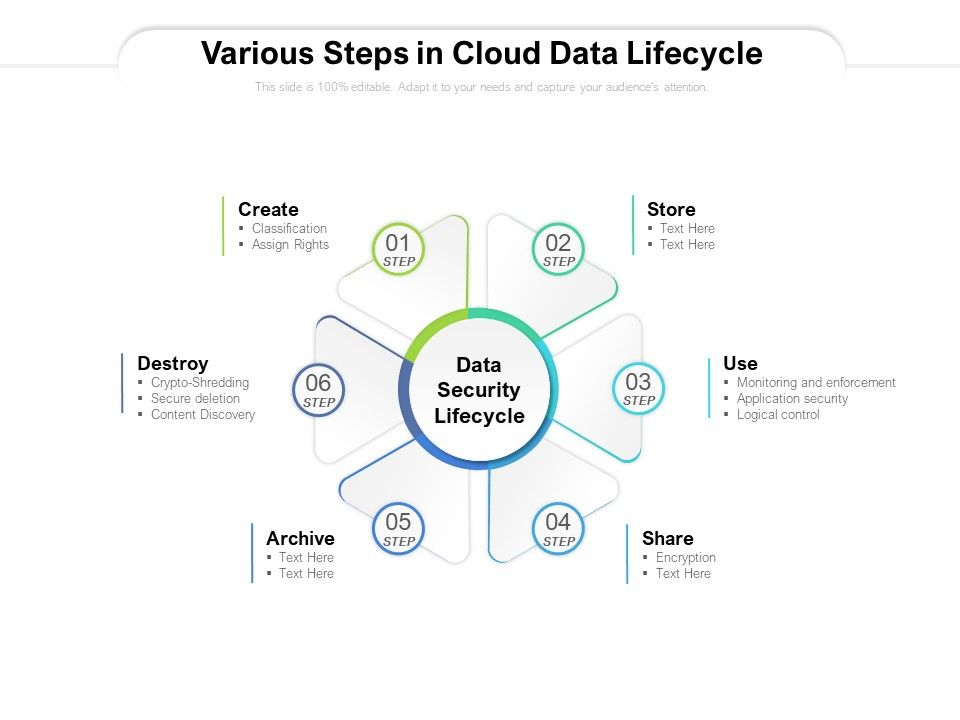 Various Steps in Cloud Data Lifecycle
This slide is 100% editable. Adapt it to your needs and capture your audience's attention.
Create
▪ Classification
▪ Assign Rights
01
STEP
02
STEP
Store
▪ Text Here
▪ Text Here
Destroy
▪ Crypto-Shredding
▪ Secure deletion
▪ Content Discovery
06
STEP
Data
Security
Lifecycle
03
STEP
Use
▪ Monitoring and enforcement
▪ Application security
▪ Logical control
Archive
▪ Text Here
▪ Text Here
05
STEP
04
STEP
Share
▪ Encryption
▪ Text Here